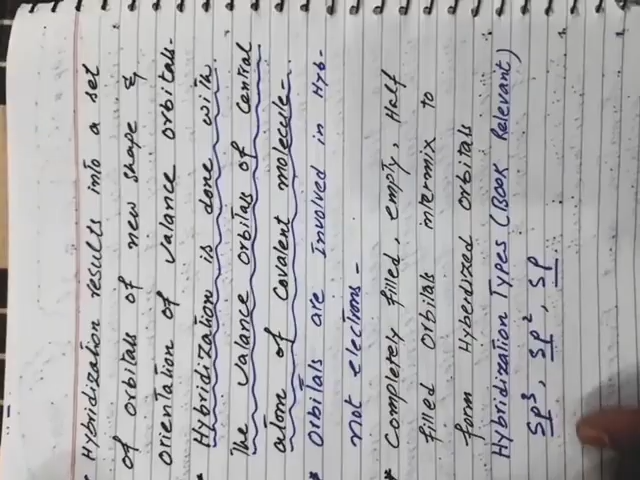 * Hybridization results into a set
of orbitals of new shape &
orientation of valance orbitals.
* Hybridization is done with
The valance orbitals of central
atom of covalent molecule.
* Orbitals are Involved in Hyb-
not electrons-
* Completely filled, empty, Half
filled orbitals intermix to
form Hyberdized orbitals
Hybridization Types (Book Relevant)
SP³, SP², SP